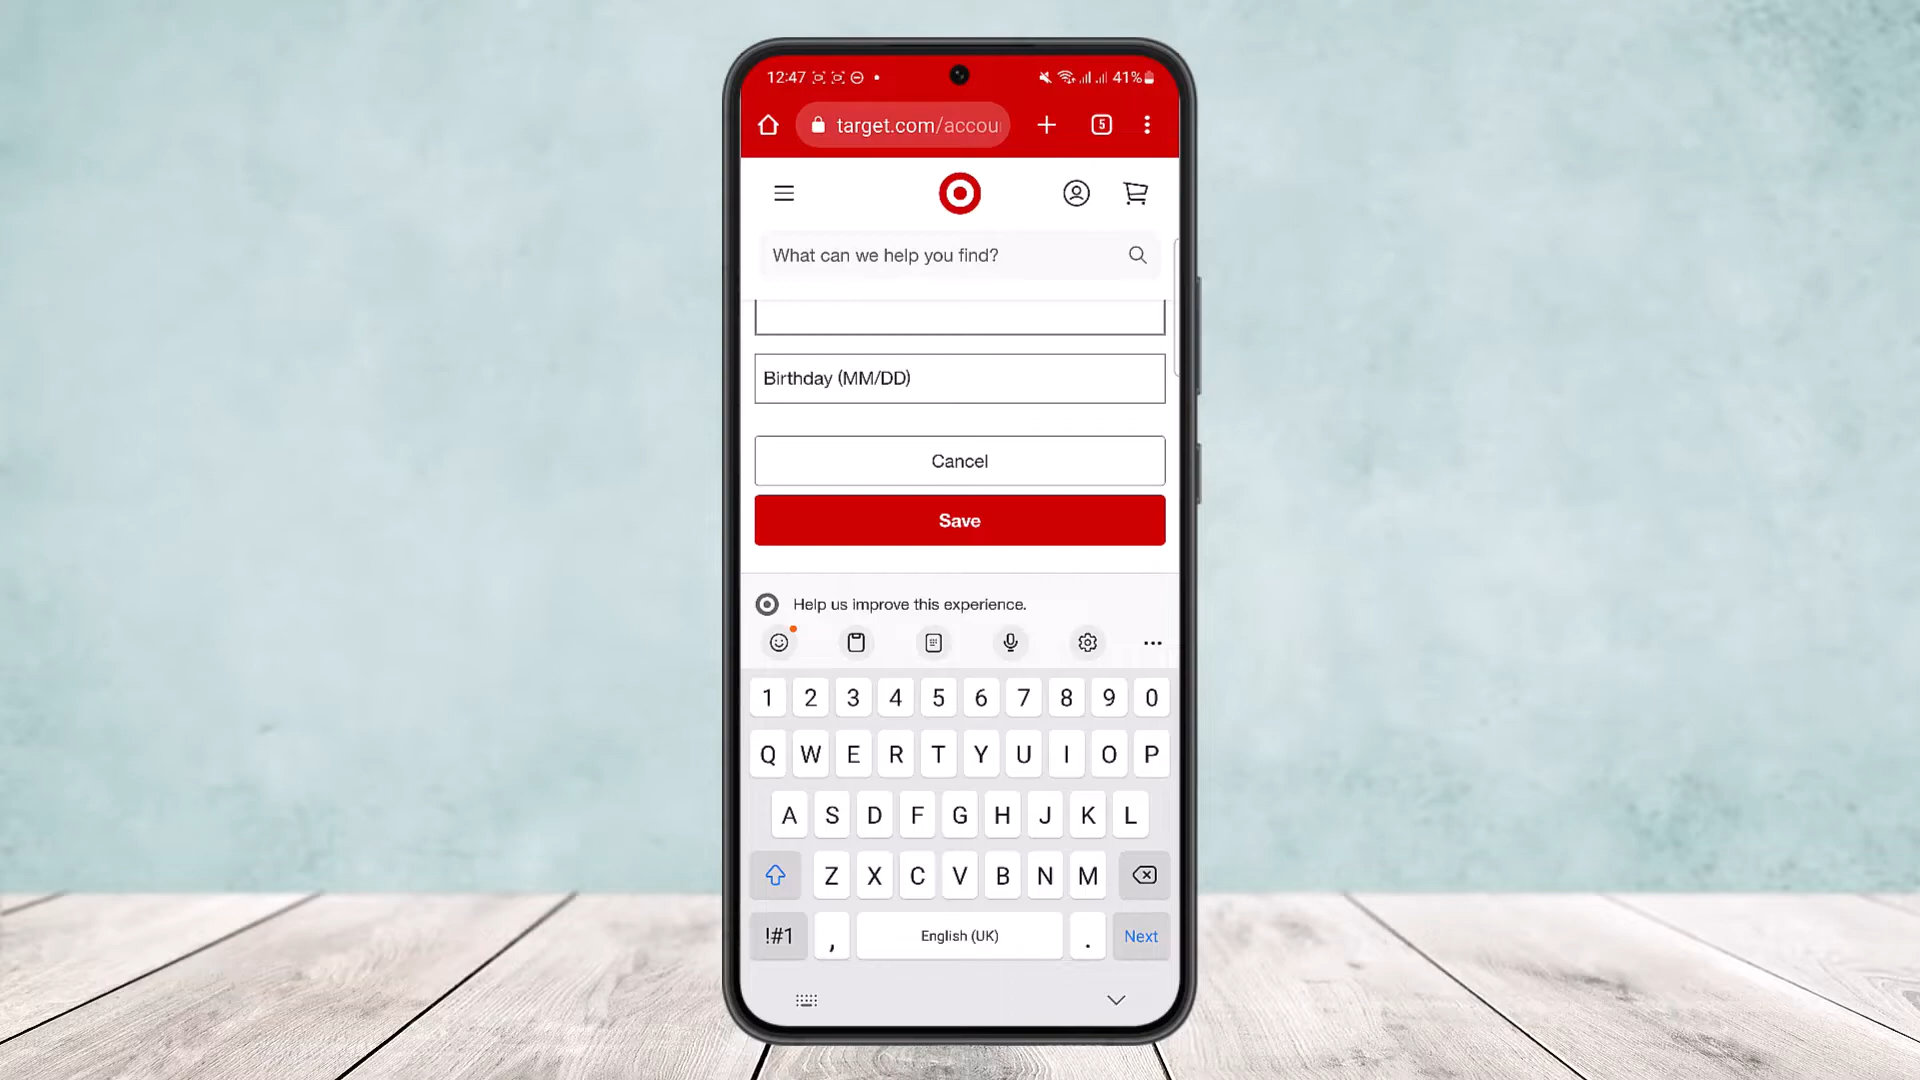 12:47 41%
target.com/accou
5
What can we help you find?
Birthday (MM/DD)
Cancel
Save
Help us improve this experience.
1 2 3 4 5 6 7 8 9 0
Q W E R T Y U I O P
A S D F G H J K L
Z X C V B N M
!#1 , English (UK) . Next